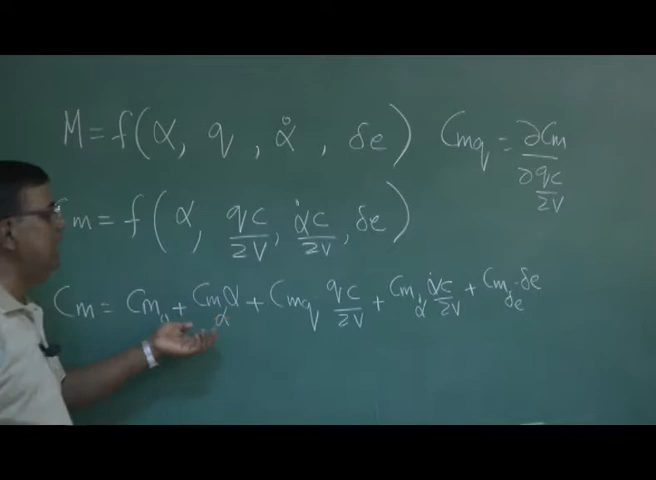 M = f(α, q, α̇, δe) Cmq = ∂Cm / ∂ qc/2V
Cm = f(α, qc/2V, α̇c/2V, δe)
Cm = Cm₀ + Cmα α + Cmq qc/2V + Cmα̇ α̇c/2V + Cmδe · δe